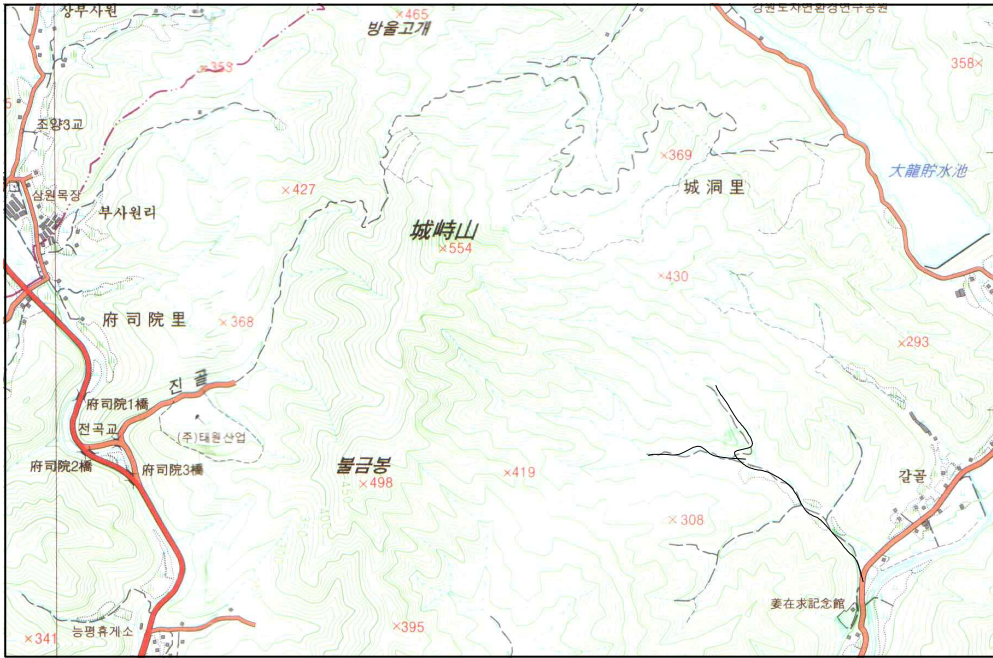 상부사원
×465
방울고개
강원도자연환경연구공원
358×
×353
5
조양3교
×369
大龍貯水池
삼원목장
×427
城洞里
부사원리
城峙山
×554
×430
府司院里
×368
×293
진골
府司院1橋
전곡교
(주)태원산업
府司院2橋
府司院3橋
불금봉
×498
×419
갈골
×308
姜在求記念館
×341
능평휴게소
×395